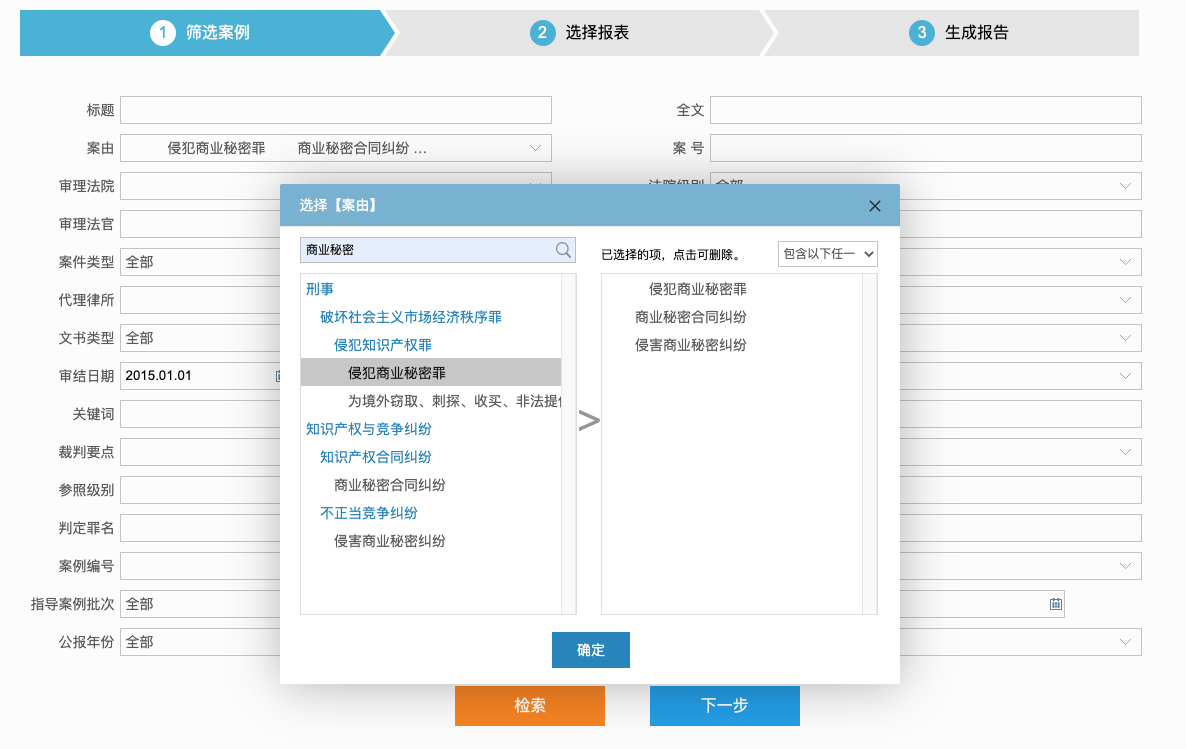 1 筛选案例 2 选择报表 3 生成报告
标题 全文
案由 侵犯商业秘密罪 商业秘密合同纠纷 ... 案 号
审理法院 法院级别 全部
选择【案由】
审理法官
商业秘密 已选择的项，点击可删除。 包含以下任一
案件类型 全部
刑事 侵犯商业秘密罪
代理律所
破坏社会主义市场经济秩序罪 商业秘密合同纠纷
文书类型 全部
侵犯知识产权罪 侵害商业秘密纠纷
审结日期 2015.01.01
侵犯商业秘密罪
为境外窃取、刺探、收买、非法提
关键词
>
知识产权与竞争纠纷
裁判要点
知识产权合同纠纷
参照级别
商业秘密合同纠纷
不正当竞争纠纷
判定罪名
侵害商业秘密纠纷
案例编号
指导案例批次 全部
公报年份 全部
确定
检索 下一步